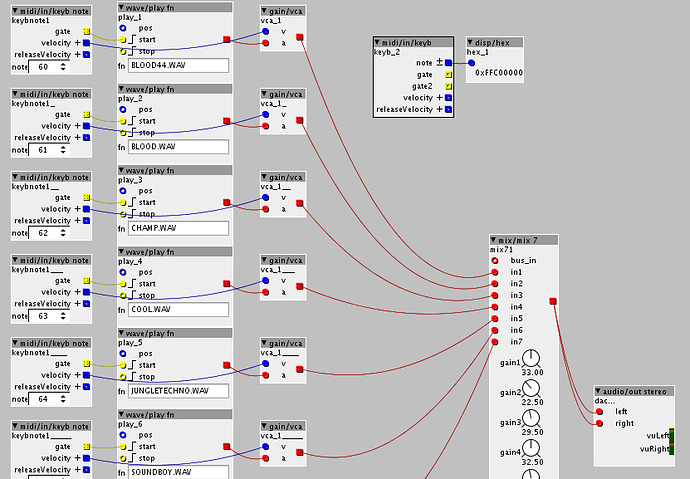 midi/in/keyb note
keybnote1
gate
velocity +
releaseVelocity +
note 60
wave/play fn
play_1
pos
start
stop
fn BLOOD44.WAV
gain/vca
vca_1
v
a
midi/in/keyb
keyb_2
note ±
gate
gate2
velocity +
releaseVelocity +
disp/hex
hex_1
0xFFC00000
midi/in/keyb note
keybnote1_
gate
velocity +
releaseVelocity +
note 61
wave/play fn
play_2
pos
start
stop
fn BLOOD.WAV
gain/vca
vca_1_
v
a
midi/in/keyb note
keybnote1__
gate
velocity +
releaseVelocity +
note 62
wave/play fn
play_3
pos
start
stop
fn CHAMP.WAV
gain/vca
vca_1__
v
a
midi/in/keyb note
keybnote1___
gate
velocity +
releaseVelocity +
note 63
wave/play fn
play_4
pos
start
stop
fn COOL.WAV
gain/vca
vca_1___
v
a
midi/in/keyb note
keybnote1____
gate
velocity +
releaseVelocity +
note 64
wave/play fn
play_5
pos
start
stop
fn JUNGLETECHNO.WAV
gain/vca
vca_1____
v
a
midi/in/keyb note
keybnote1_____
gate
velocity +
releaseVelocity +
wave/play fn
play_6
pos
start
stop
fn SOUNDBOY.WAV
gain/vca
vca_1_____
v
a
mix/mix 7
mix71
bus_in
in1
in2
in3
in4
in5
in6
in7
gain1
33.00
gain2
22.50
gain3
29.50
gain4
32.50
audio/out stereo
dac...
left
right
vuLeft
vuRight